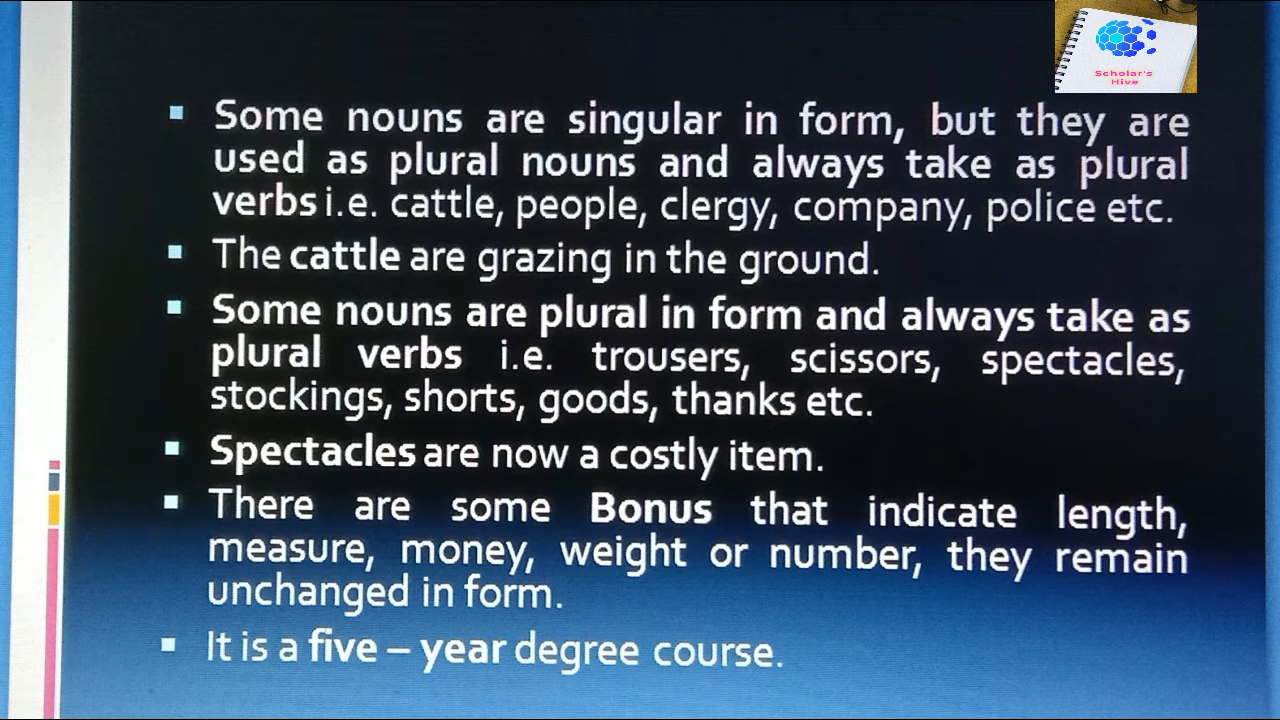 Scholar's
Hive
Some nouns are singular in form, but they are
used as plural nouns and always take as plural
verbs i.e. cattle, people, clergy, company, police etc.
The cattle are grazing in the ground.
Some nouns are plural in form and always take as
plural verbs i.e. trousers, scissors, spectacles,
stockings, shorts, goods, thanks etc.
Spectacles are now a costly item.
There are some Bonus that indicate length,
measure, money, weight or number, they remain
unchanged in form.
It is a five – year degree course.